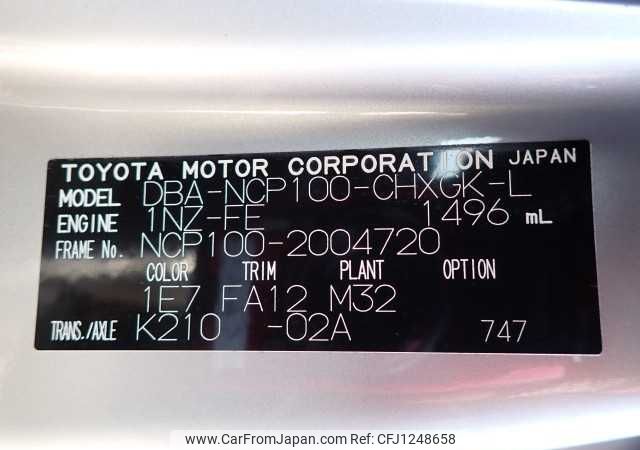 TOYOTA MOTOR CORPORATION JAPAN
MODEL DBA-NCP100-CHXGK-L
ENGINE 1NZ-FE 1496 mL
FRAME No. NCP100-2004720
COLOR TRIM PLANT OPTION
1E7 FA12 M32
TRANS./AXLE K210 -02A 747
www.CarFromJapan.com REF:CFJ1248658